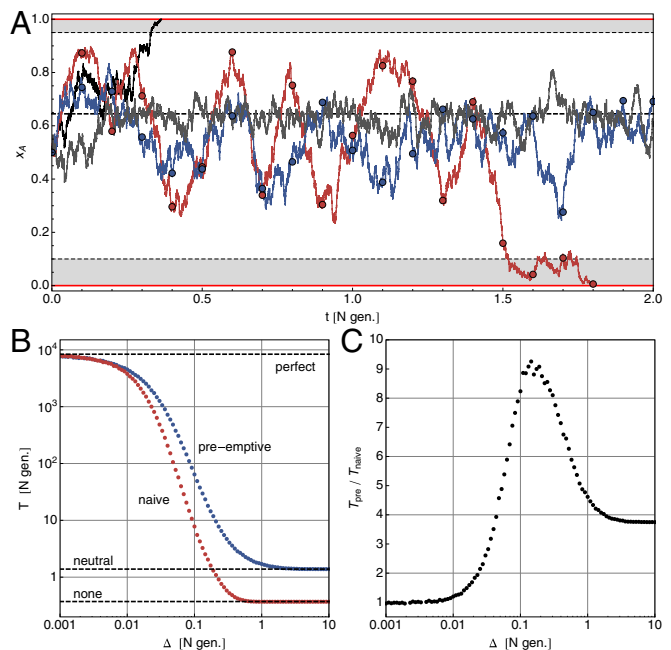 A
1.0
0.8
0.6
0.4
0.2
0.0
x_A
0.0 0.5 1.0 1.5 2.0
t [N gen.]
B
10^4
10^3
10^2
10
1
T [N gen.]
perfect
pre-emptive
naive
neutral
none
0.001 0.01 0.1 1 10
Δ [N gen.]
C
10
9
8
7
6
5
4
3
2
1
T_pre / T_naive
0.001 0.01 0.1 1 10
Δ [N gen.]